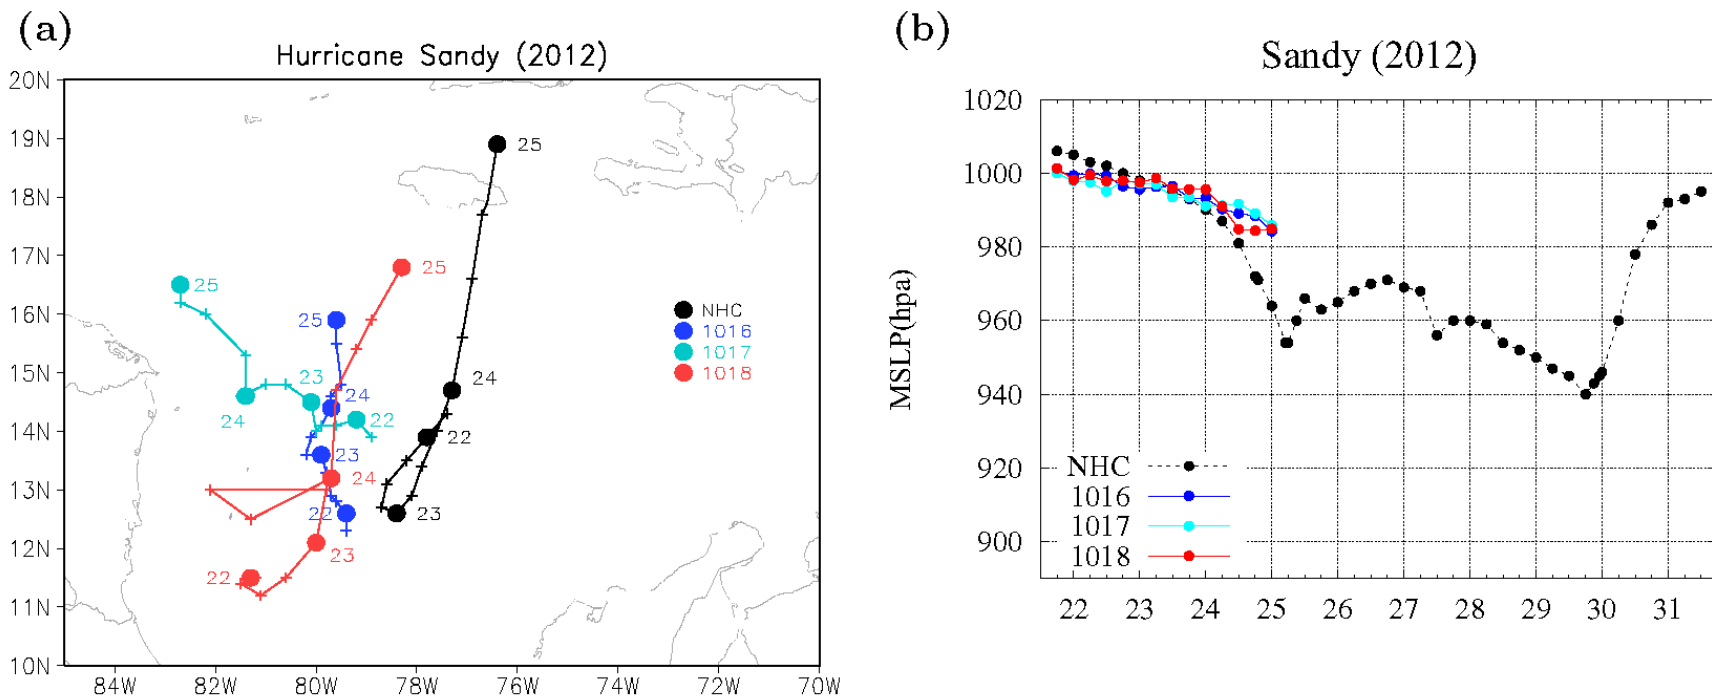 (a)
Hurricane Sandy (2012)
20N
19N
18N
17N
16N
15N
14N
13N
12N
11N
10N
84W 82W 80W 78W 76W 74W 72W 70W
25
25
25
25
24
23
24
24
22
22
23
23
24
22
23
22
NHC
1016
1017
1018
(b)
Sandy (2012)
MSLP(hpa)
1020
1000
980
960
940
920
900
NHC
1016
1017
1018
22 23 24 25 26 27 28 29 30 31